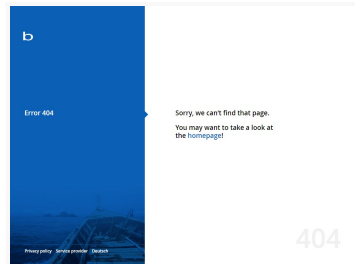 b
Error 404
Sorry, we can't find that page.
You may want to take a look at
the homepage!
404
Privacy policy Service provider Deutsch